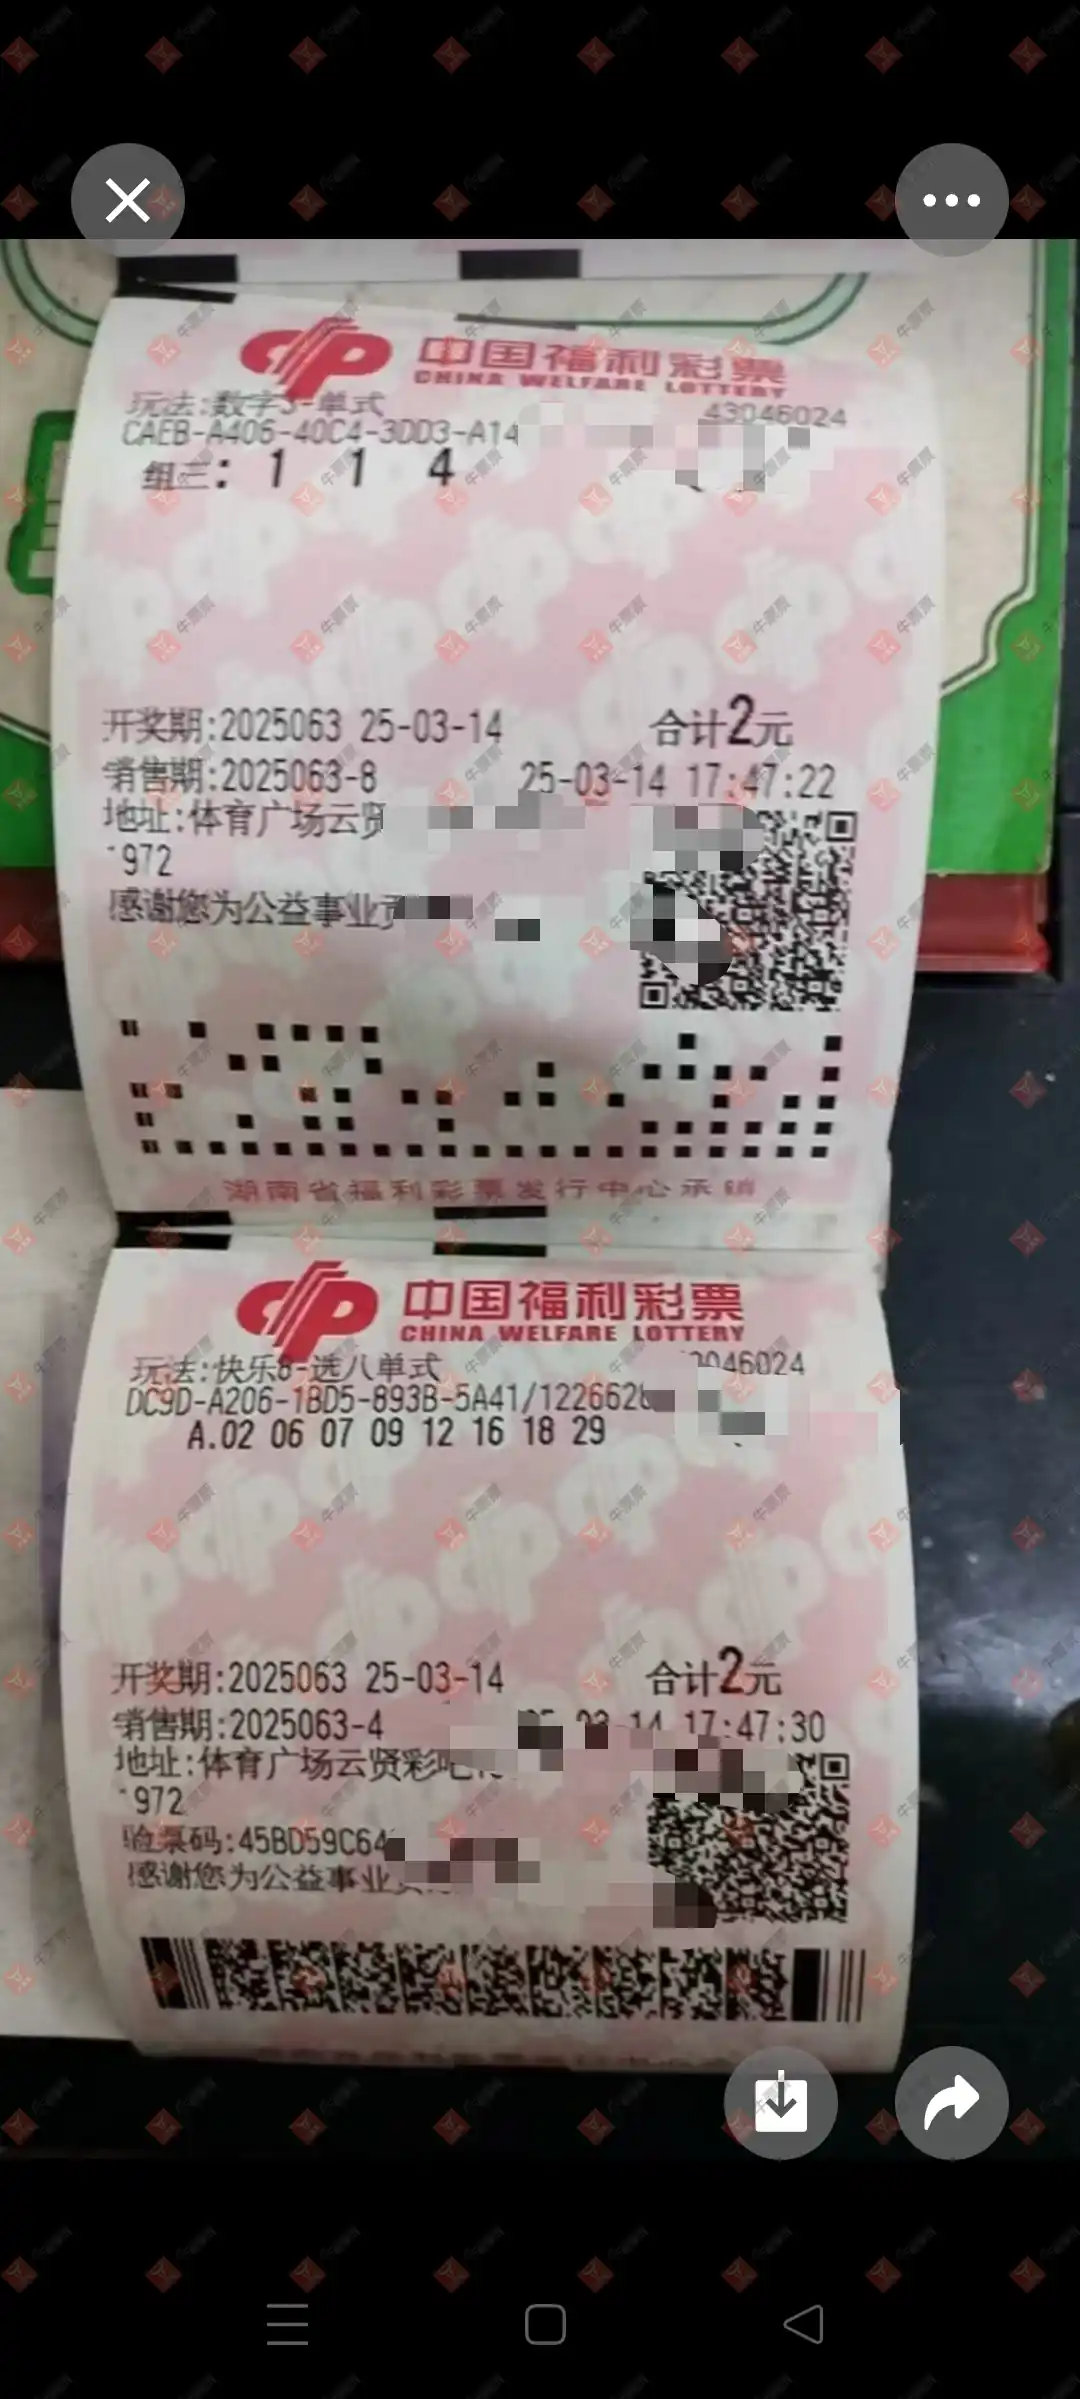 中国福利彩票
CHINA WELFARE LOTTERY
玩法:数字3-单式
43046024
CAEB-A406-40C4-3DD3-A14
组三: 1 1 4
开奖期:2025063 25-03-14 合计2元
销售期:2025063-8 25-03-14 17:47:22
地址:体育广场云贤
972
感谢您为公益事业
湖南省福利彩票发行中心承销
中国福利彩票
CHINA WELFARE LOTTERY
玩法:快乐8-选八单式
046024
DC9D-A206-1BD5-893B-5A41/122662
A.02 06 07 09 12 16 18 29
开奖期:2025063 25-03-14 合计2元
销售期:2025063-4 14 17:47:30
地址:体育广场云贤彩吧
972
验票码:45BD59C64
感谢您为公益事业
牛票票